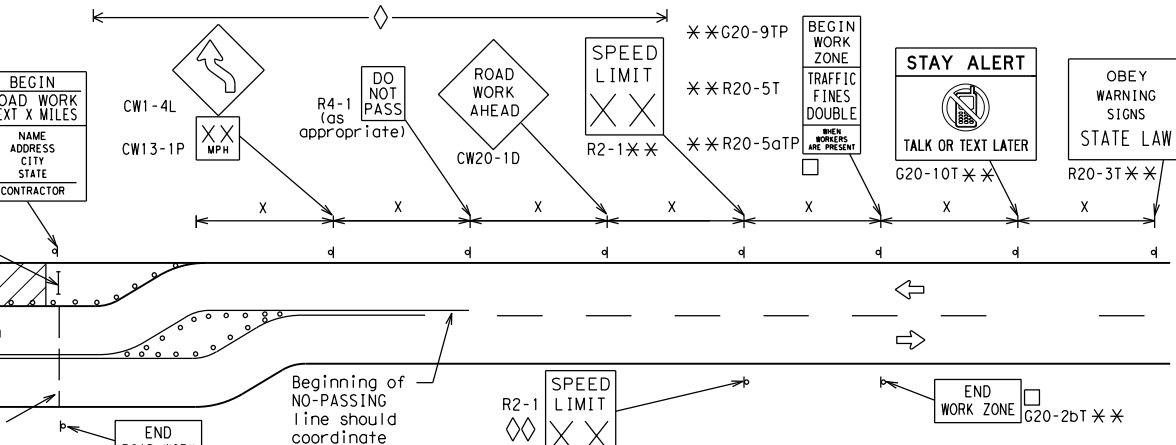 BEGIN
ROAD WORK
NEXT X MILES
NAME
ADDRESS
CITY
STATE
CONTRACTOR
CW1-4L
XX
MPH
CW13-1P
DO
NOT
PASS
R4-1
(as
appropriate)
ROAD
WORK
AHEAD
CW20-1D
SPEED
LIMIT
X X
R2-1**
**G20-9TP
**R20-5T
**R20-5aTP
BEGIN
WORK
ZONE
TRAFFIC
FINES
DOUBLE
WHEN
WORKERS
ARE PRESENT
STAY ALERT
TALK OR TEXT LATER
G20-10T**
OBEY
WARNING
SIGNS
STATE LAW
R20-3T**
X X X X X X X
Beginning of
NO-PASSING
line should
coordinate
R2-1
SPEED
LIMIT
X X
END
WORK ZONE
G20-2bT**
END